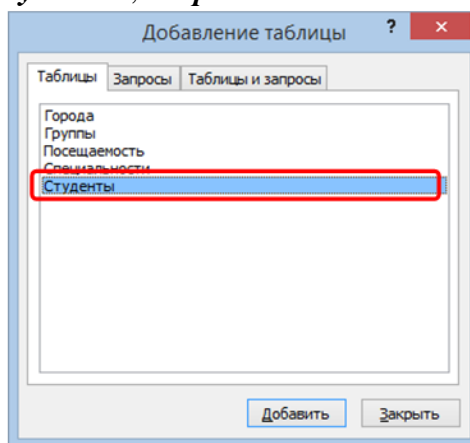 Добавление таблицы ? ×
Таблицы Запросы Таблицы и запросы
Города
Группы
Посещаемость
Специальности
Студенты
Добавить Закрыть